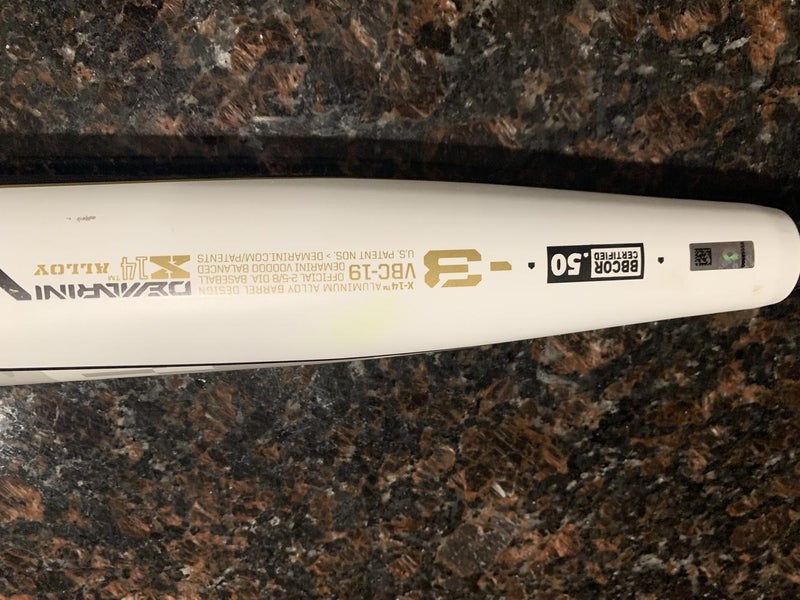 DEMARINI
X14™ ALLOY
X-14™ ALUMINUM ALLOY BARREL DESIGN
OFFICIAL 2-5/8 DIA BASEBALL
DEMARINI VOODOO BALANCED
U.S. PATENT NOS. > DEMARINI.COM/PATENTS
VBC-19
-3
BBCOR
CERTIFIED
.50